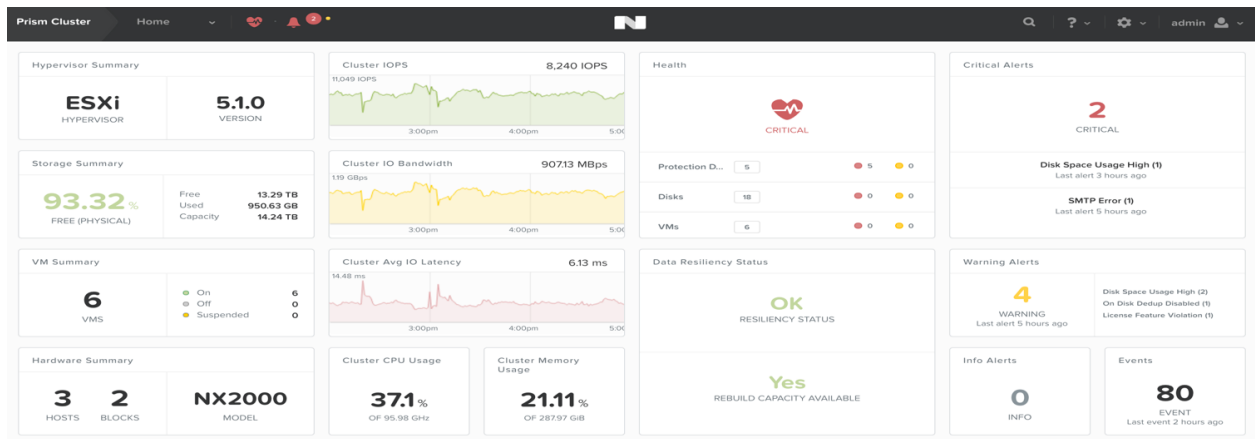 Prism Cluster
Home
2
?
admin
Hypervisor Summary
ESXi
HYPERVISOR
5.1.0
VERSION
Storage Summary
93.32 %
FREE (PHYSICAL)
Free 13.29 TB
Used 950.63 GB
Capacity 14.24 TB
VM Summary
6
VMS
On 6
Off 0
Suspended 0
Hardware Summary
3
HOSTS
2
BLOCKS
NX2000
MODEL
Cluster IOPS 8,240 IOPS
11,049 IOPS
3:00pm 4:00pm 5:00
Cluster IO Bandwidth 907.13 MBps
1.19 GBps
3:00pm 4:00pm 5:00
Cluster Avg IO Latency 6.13 ms
14.48 ms
3:00pm 4:00pm 5:00
Cluster CPU Usage
37.1 %
OF 95.98 GHz
Cluster Memory
Usage
21.11 %
OF 287.97 GiB
Health
CRITICAL
Protection D... 5 5 0
Disks 18 0 0
VMs 6 0 0
Data Resiliency Status
OK
RESILIENCY STATUS
Yes
REBUILD CAPACITY AVAILABLE
Critical Alerts
2
CRITICAL
Disk Space Usage High (1)
Last alert 3 hours ago
SMTP Error (1)
Last alert 5 hours ago
Warning Alerts
4
WARNING
Last alert 5 hours ago
Disk Space Usage High (2)
On Disk Dedup Disabled (1)
License Feature Violation (1)
Info Alerts
0
INFO
Events
80
EVENT
Last event 2 hours ago